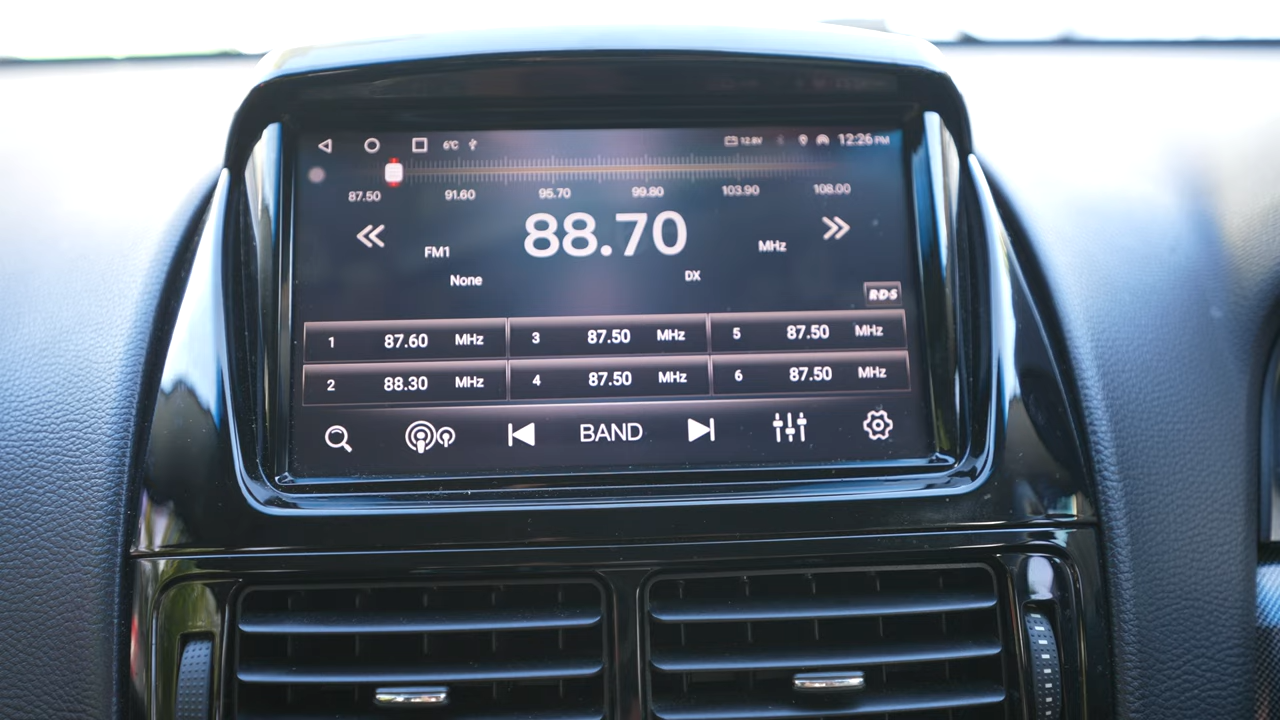 6°C 12.8V 12:26 PM
87.50 91.60 95.70 99.80 103.90 108.00
FM1 88.70 MHz
None DX
RDS
1 87.60 MHz 3 87.50 MHz 5 87.50 MHz
2 88.30 MHz 4 87.50 MHz 6 87.50 MHz
BAND